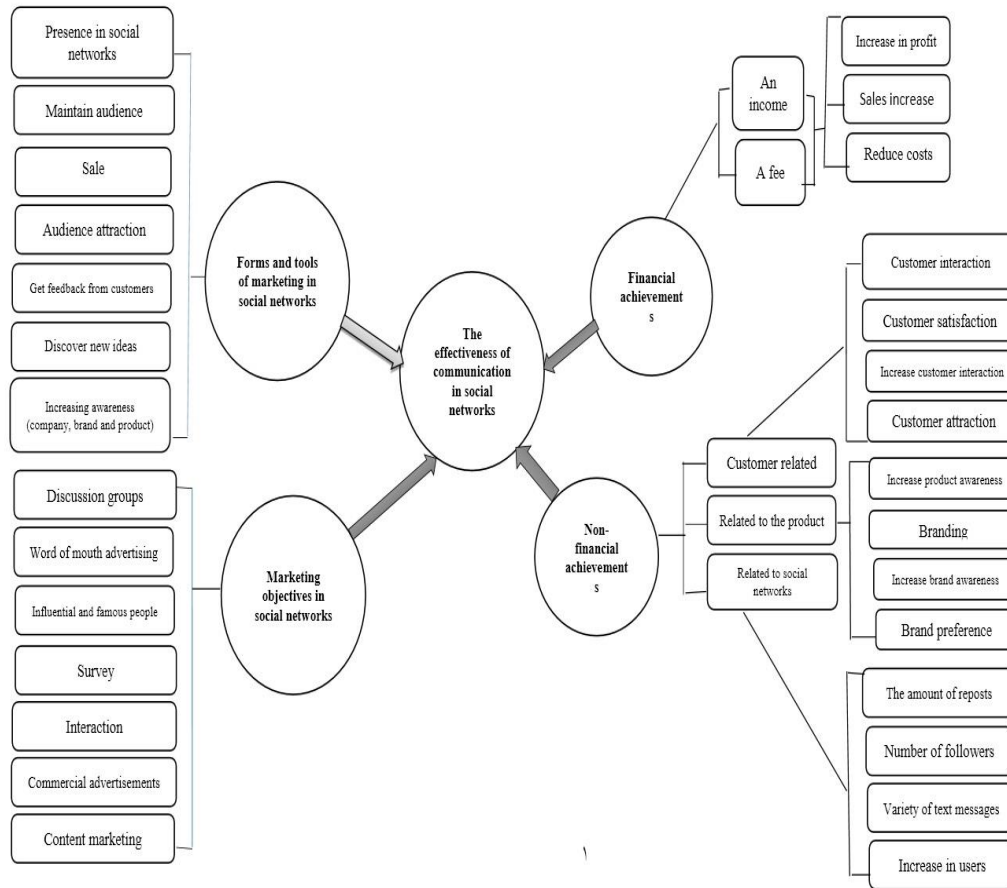 Presence in social
networks
Maintain audience
Sale
Audience attraction
Get feedback from customers
Discover new ideas
Increasing awareness
(company, brand and product)
Discussion groups
Word of mouth advertising
Influential and famous people
Survey
Interaction
Commercial advertisements
Content marketing
Forms and tools
of marketing in
social networks
Marketing
objectives in
social networks
The
effectiveness of
communication
in social
networks
Financial
achievement
s
Non-
financial
achievement
s
An
income
A fee
Increase in profit
Sales increase
Reduce costs
Customer related
Related to the product
Related to social
networks
Customer interaction
Customer satisfaction
Increase customer interaction
Customer attraction
Increase product awareness
Branding
Increase brand awareness
Brand preference
The amount of reposts
Number of followers
Variety of text messages
Increase in users